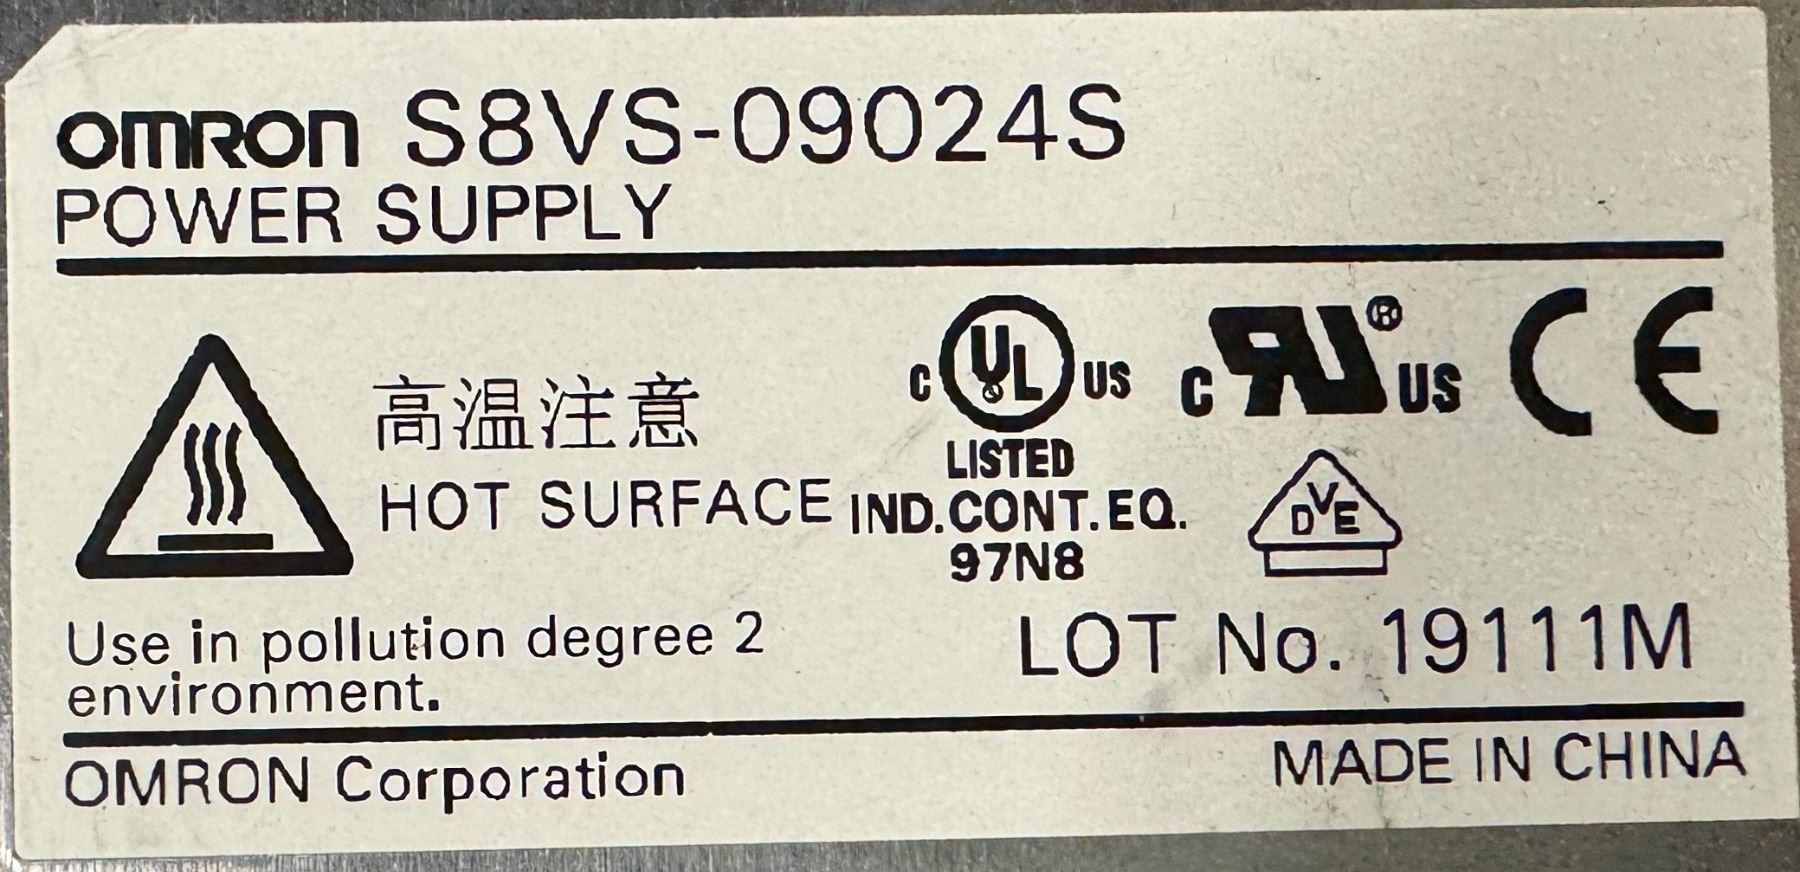 OMRON S8VS-09024S
POWER SUPPLY
高温注意
HOT SURFACE
C UL US
LISTED
IND.CONT.EQ.
97N8
C RU® US
CE
DVE
Use in pollution degree 2
environment.
LOT No. 19111M
OMRON Corporation
MADE IN CHINA